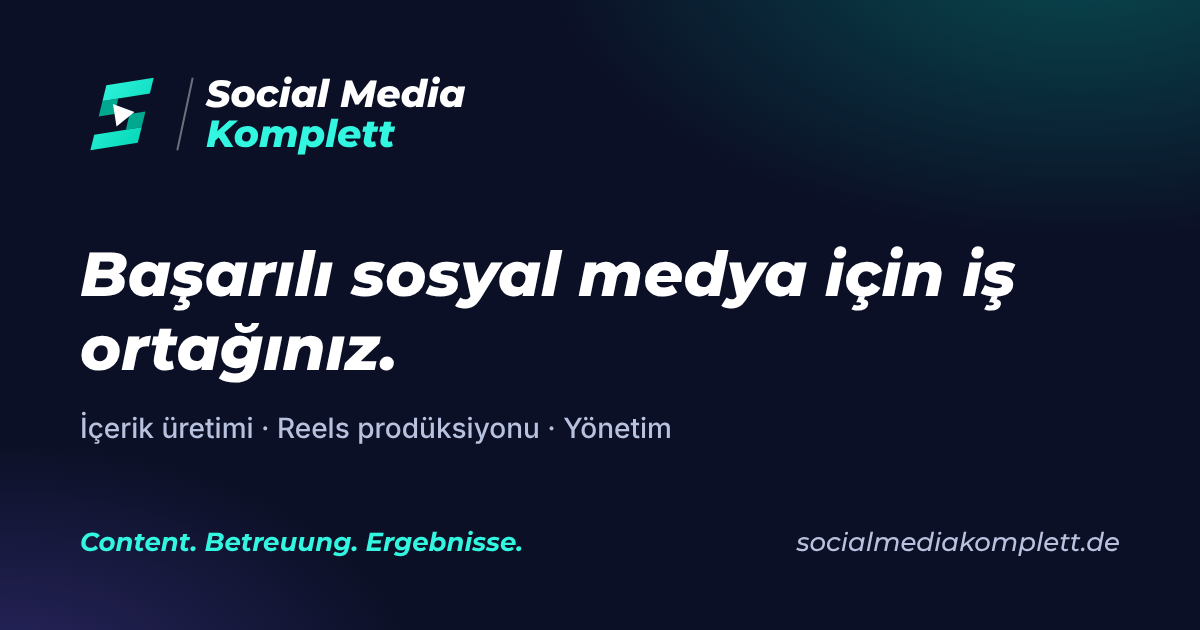 Social Media
Komplett
Başarılı sosyal medya için iş
ortağınız.
İçerik üretimi · Reels prodüksiyonu · Yönetim
Content. Betreuung. Ergebnisse.
socialmediakomplett.de